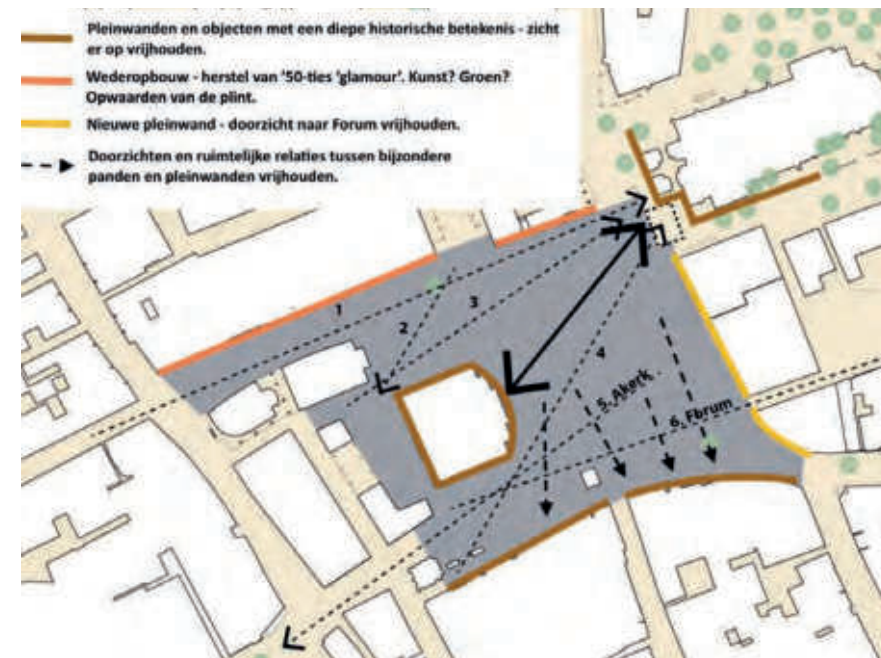 Pleinwanden en objecten met een diepe historische betekenis - zicht
er op vrijhouden.
Wederopbouw - herstel van '50-ties 'glamour'. Kunst? Groen?
Opwaarden van de plint.
Nieuwe pleinwand - doorzicht naar Forum vrijhouden.
Doorzichten en ruimtelijke relaties tussen bijzondere
panden en pleinwanden vrijhouden.
1
2
3
4
5. Akerk
6. Forum